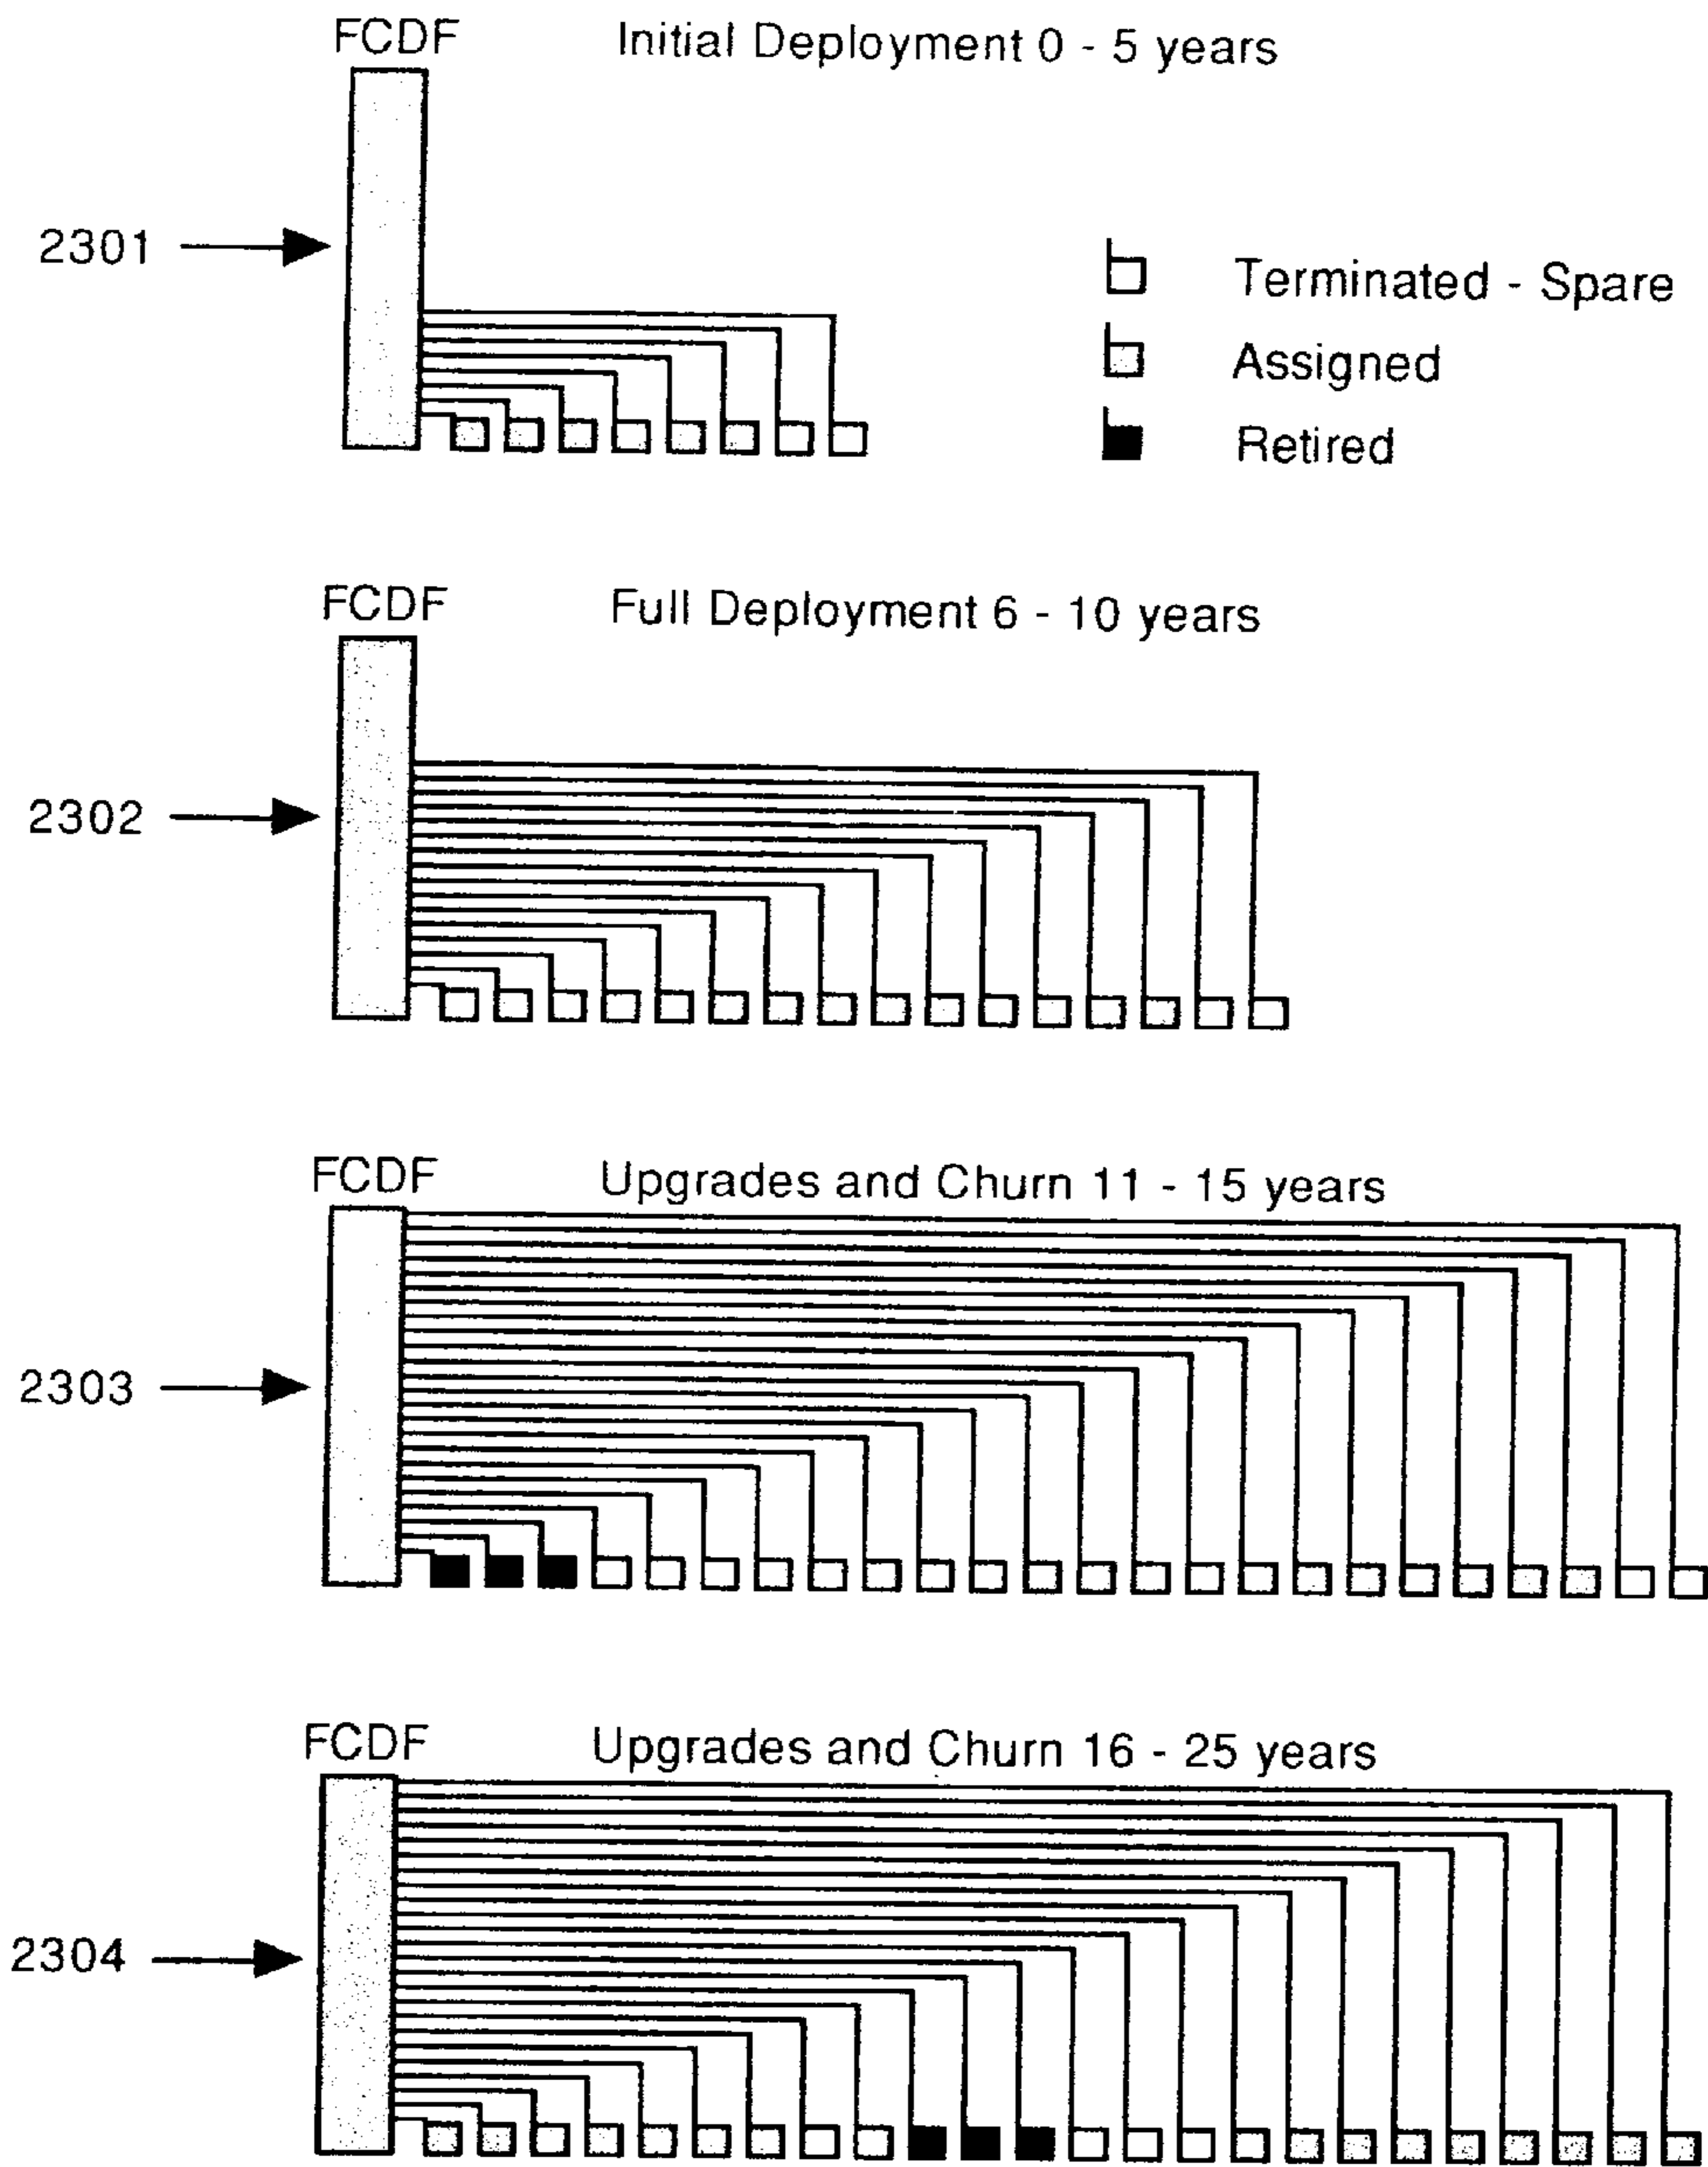 FCDF
Initial Deployment 0 - 5 years
2301
Terminated - Spare
Assigned
Retired
FCDF
Full Deployment 6 - 10 years
2302
FCDF
Upgrades and Churn 11 - 15 years
2303
FCDF
Upgrades and Churn 16 - 25 years
2304